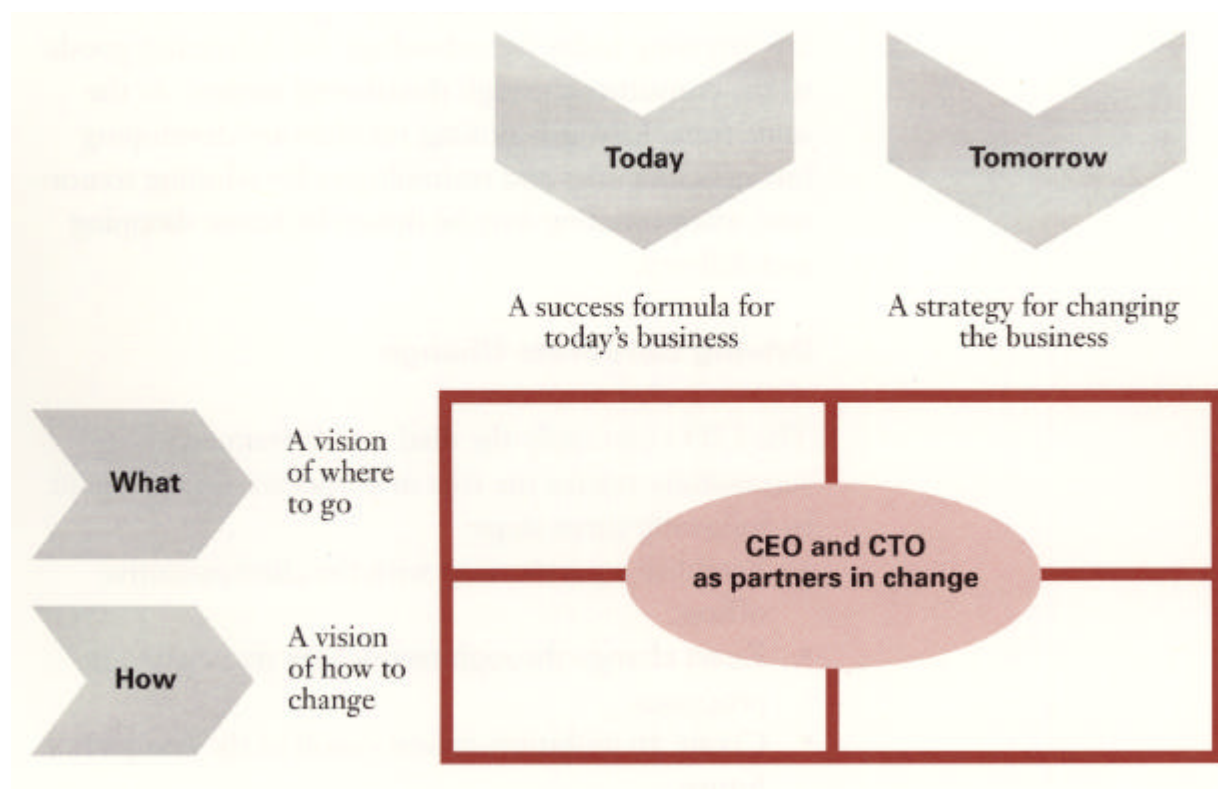 Today
Tomorrow
A success formula for
today's business
A strategy for changing
the business
What
A vision
of where
to go
CEO and CTO
as partners in change
How
A vision
of how to
change